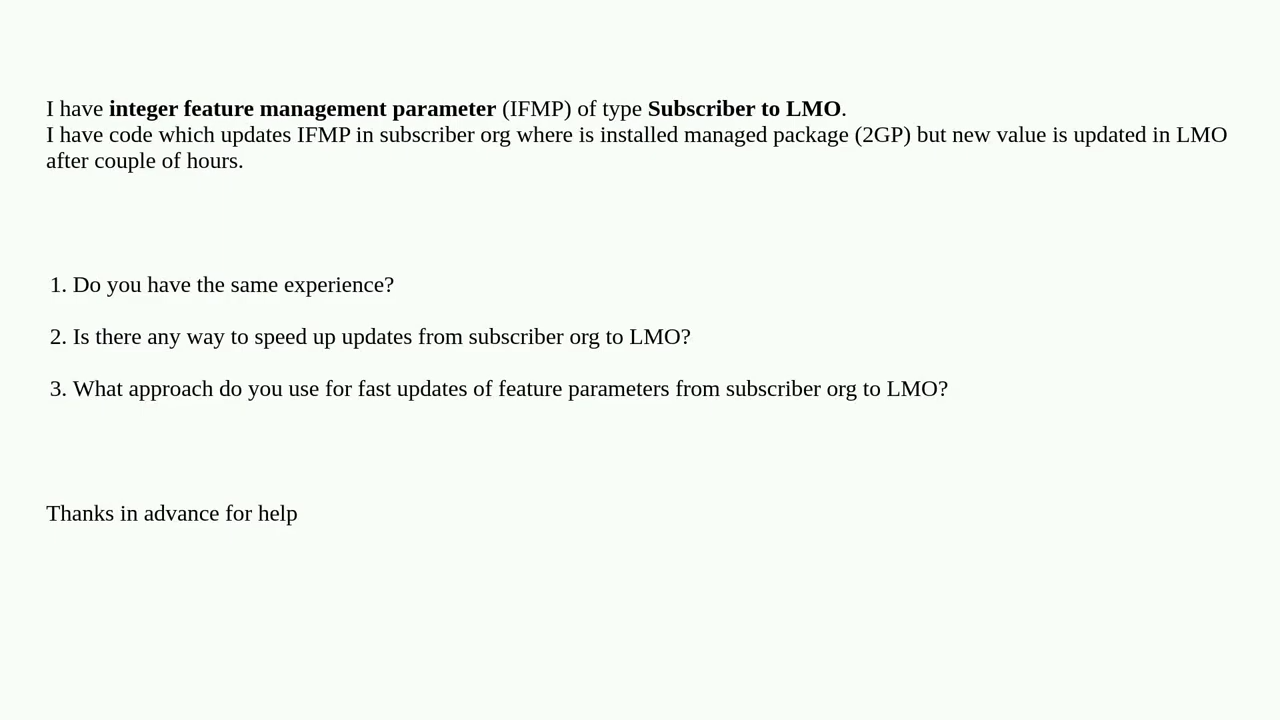 I have integer feature management parameter (IFMP) of type Subscriber to LMO.
I have code which updates IFMP in subscriber org where is installed managed package (2GP) but new value is updated in LMO
after couple of hours.
1. Do you have the same experience?
2. Is there any way to speed up updates from subscriber org to LMO?
3. What approach do you use for fast updates of feature parameters from subscriber org to LMO?
Thanks in advance for help